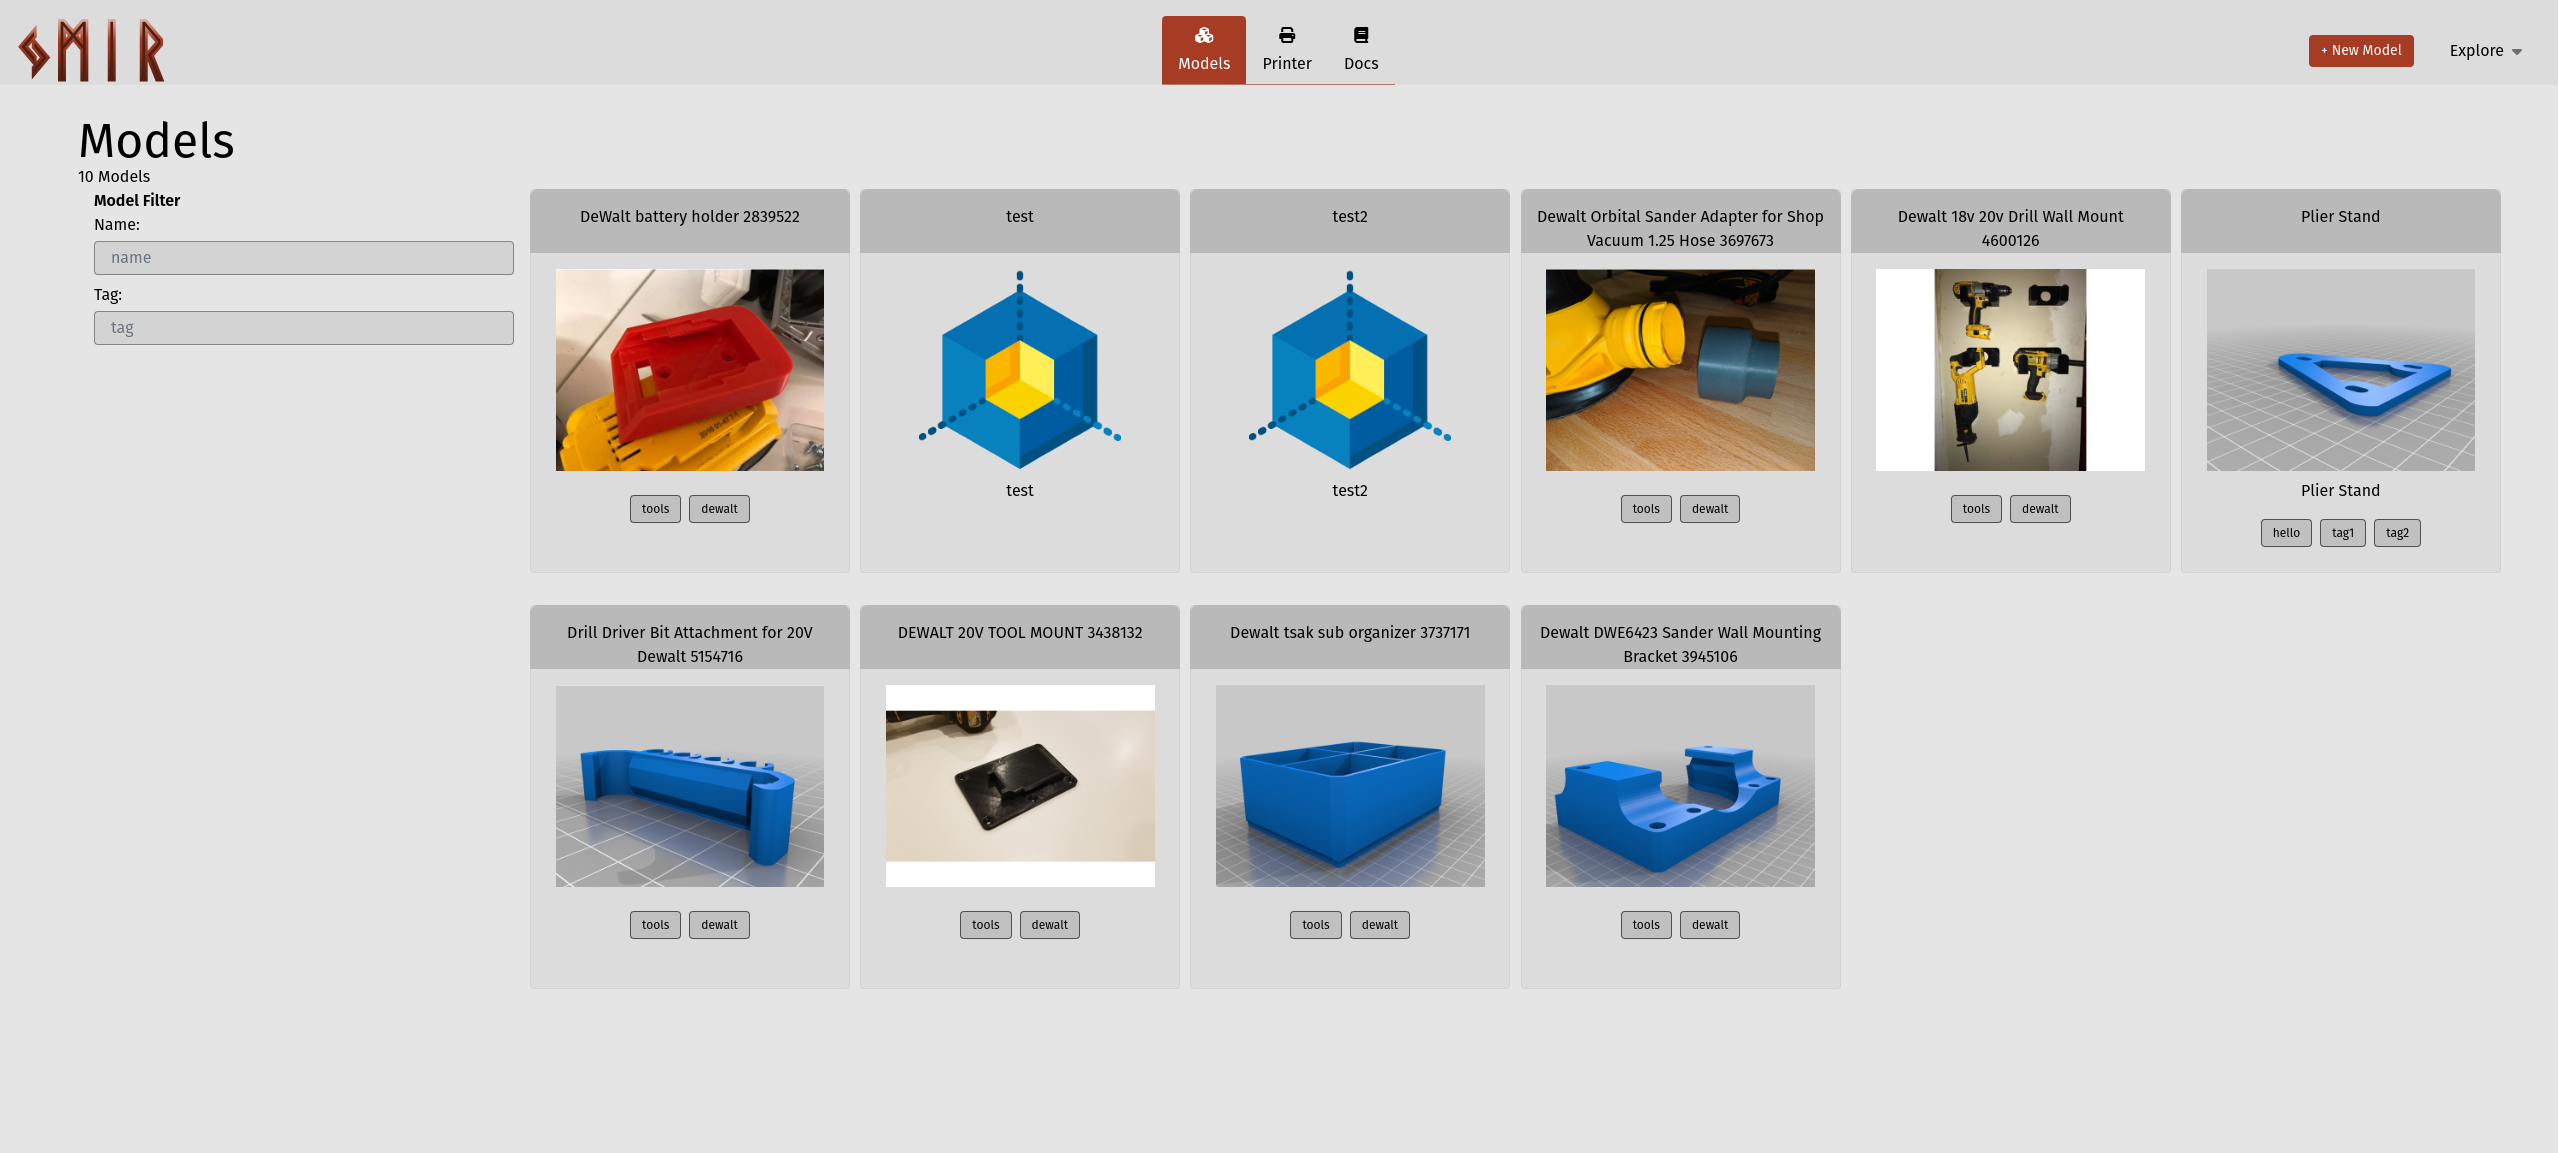 Models
Printer
Docs
+ New Model
Explore
Models
10 Models
Model Filter
Name:
name
Tag:
tag
DeWalt battery holder 2839522
tools
dewalt
test
test
test2
test2
Dewalt Orbital Sander Adapter for Shop
Vacuum 1.25 Hose 3697673
tools
dewalt
Dewalt 18v 20v Drill Wall Mount
4600126
tools
dewalt
Plier Stand
Plier Stand
hello
tag1
tag2
Drill Driver Bit Attachment for 20V
Dewalt 5154716
tools
dewalt
DEWALT 20V TOOL MOUNT 3438132
tools
dewalt
Dewalt tsak sub organizer 3737171
tools
dewalt
Dewalt DWE6423 Sander Wall Mounting
Bracket 3945106
tools
dewalt